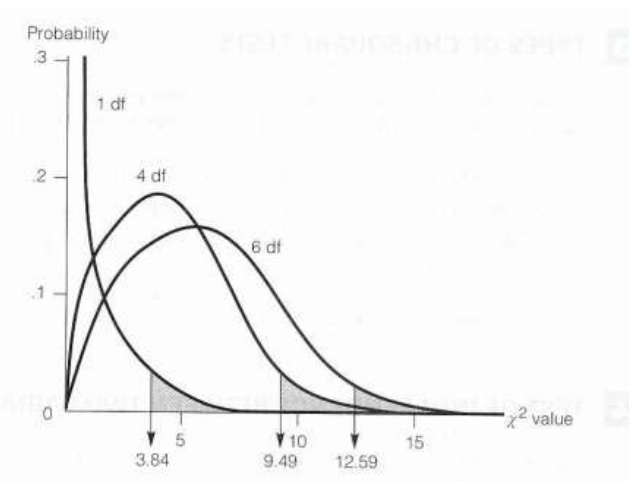 Probability
.3
1 df
.2
4 df
6 df
.1
0
χ² value
5
10
15
3.84
9.49
12.59